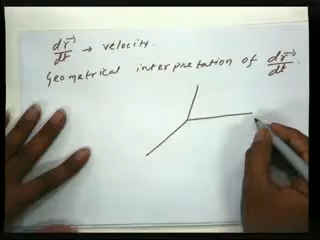 dr⃗/dt → velocity.
Geometrical interpretation of dr⃗/dt.